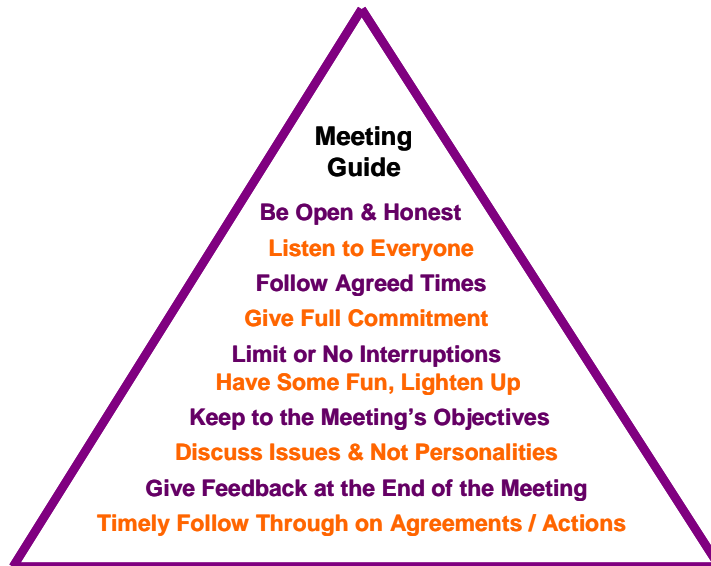 Meeting
Guide
Be Open & Honest
Listen to Everyone
Follow Agreed Times
Give Full Commitment
Limit or No Interruptions
Have Some Fun, Lighten Up
Keep to the Meeting’s Objectives
Discuss Issues & Not Personalities
Give Feedback at the End of the Meeting
Timely Follow Through on Agreements / Actions